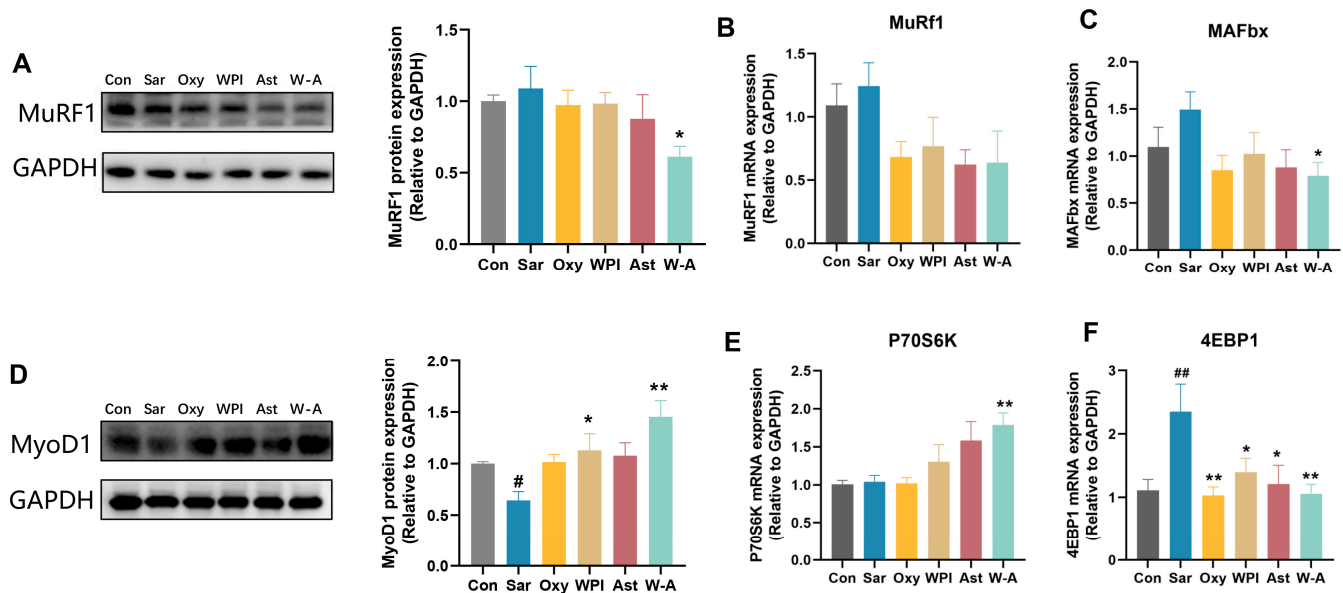 A
Con Sar Oxy WPI Ast W-A
MuRF1
GAPDH
MuRF1 protein expression
(Relative to GAPDH)
1.5
1.0
0.5
0.0
*
Con Sar Oxy WPI Ast W-A
B
MuRf1
MuRF1 mRNA expression
(Relative to GAPDH)
1.5
1.0
0.5
0.0
Con Sar Oxy WPI Ast W-A
C
MAFbx
MAFbx mRNA expression
(Relative to GAPDH)
2.0
1.5
1.0
0.5
0.0
*
Con Sar Oxy WPI Ast W-A
D
Con Sar Oxy WPI Ast W-A
MyoD1
GAPDH
MyoD1 protein expression
(Relative to GAPDH)
2.0
1.5
1.0
0.5
0.0
# * **
Con Sar Oxy WPI Ast W-A
E
P70S6K
P70S6K mRNA expression
(Relative to GAPDH)
2.5
2.0
1.5
1.0
0.5
0.0
**
Con Sar Oxy WPI Ast W-A
F
4EBP1
4EBP1 mRNA expression
(Relative to GAPDH)
3
2
1
0
## ** * * **
Con Sar Oxy WPI Ast W-A